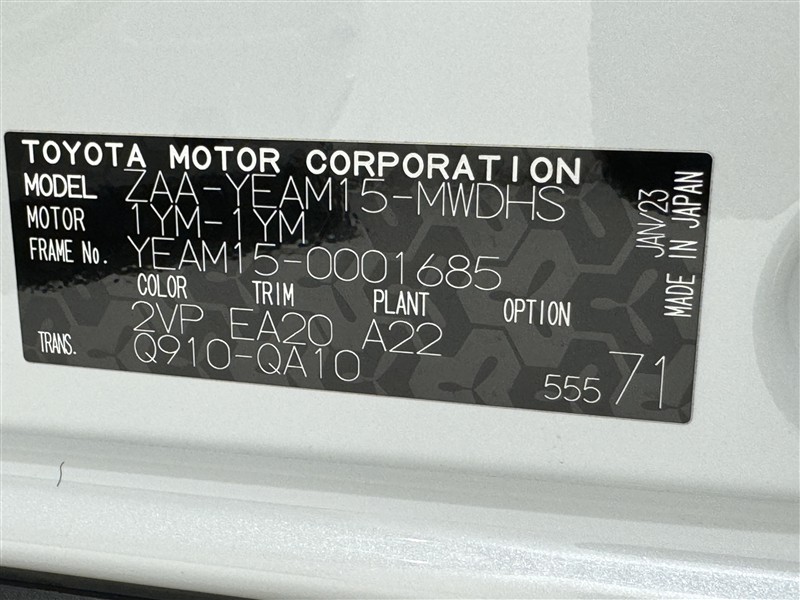 TOYOTA MOTOR CORPORATION
MODEL ZAA-YEAM15-MWDHS
MOTOR 1YM-1YM
FRAME No. YEAM15-0001685
COLOR TRIM PLANT OPTION
2VP EA20 A22
TRANS. Q910-QA10
555 71
JAN/23
MADE IN JAPAN